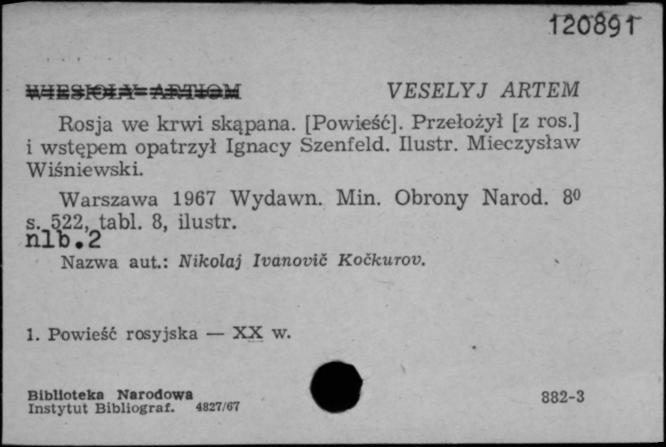 120891
WIESIOŁY ARTIOM VESELYJ ARTEM
Rosja we krwi skąpana. [Powieść]. Przełożył [z ros.]
i wstępem opatrzył Ignacy Szenfeld. Ilustr. Mieczysław
Wiśniewski.
Warszawa 1967 Wydawn. Min. Obrony Narod. 8⁰
s. 522, tabl. 8, ilustr.
nlb.2
Nazwa aut.: Nikolaj Ivanovič Kočkurov.
1. Powieść rosyjska — XX w.
Biblioteka Narodowa
Instytut Bibliograf. 4827/67 882-3